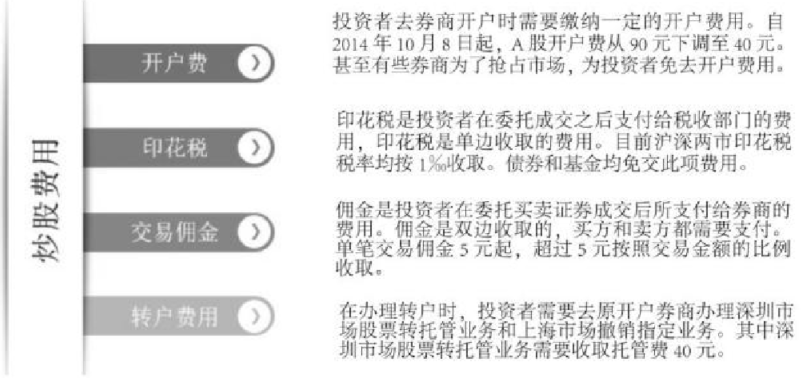 炒股费用
开户费
投资者去券商开户时需要缴纳一定的开户费用。自
2014年10月8日起，A股开户费从90元下调至40元。
甚至有些券商为了抢占市场，为投资者免去开户费用。
印花税
印花税是投资者在委托成交之后支付给税收部门的费
用，印花税是单边收取的费用。目前沪深两市印花税
税率均按1‰收取。债券和基金均免交此项费用。
交易佣金
佣金是投资者在委托买卖证券成交后所支付给券商的
费用。佣金是双边收取的，买方和卖方都需要支付。
单笔交易佣金5元起，超过5元按照交易金额的比例
收取。
转户费用
在办理转户时，投资者需要去原开户券商办理深圳市
场股票转托管业务和上海市场撤销指定业务。其中深
圳市场股票转托管业务需要收取托管费40元。